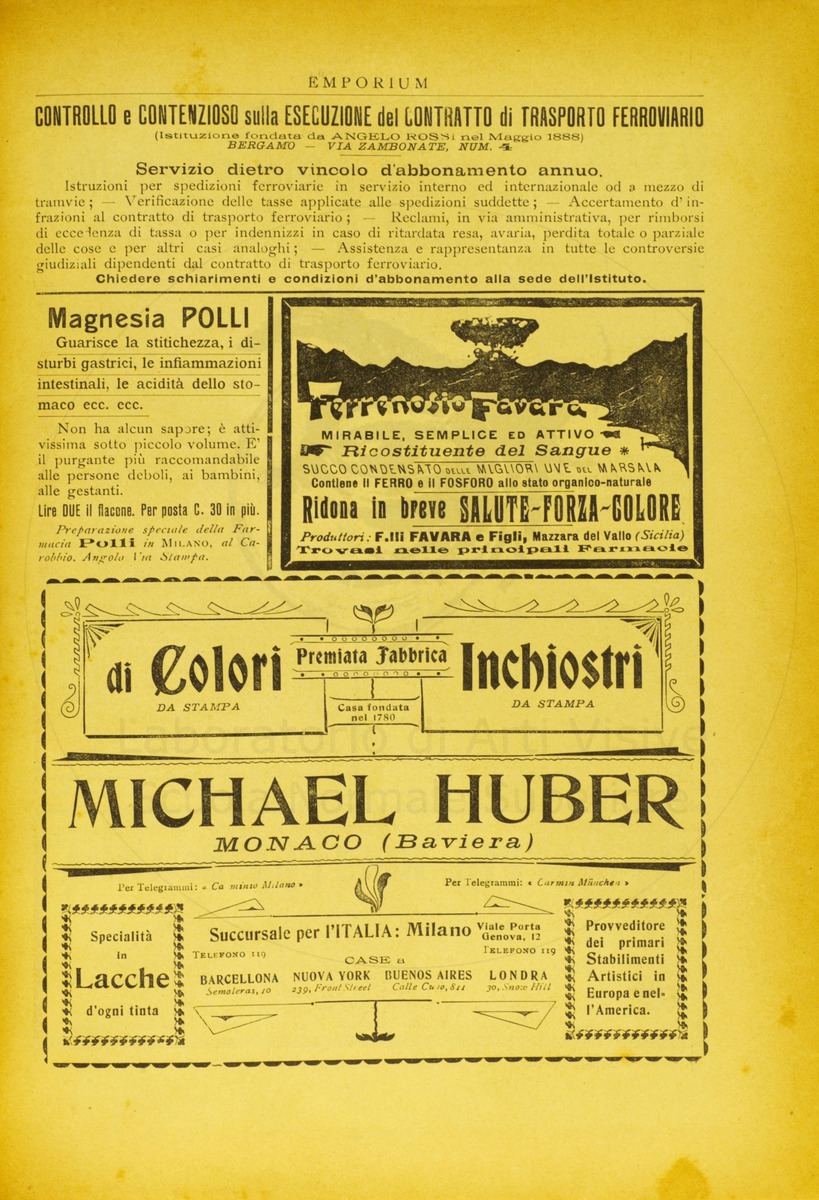 EMPORIUM
CONTROLLO e CONTENZIOSO sulla ESECUZIONE del CONTRATTO di TRASPORTO FERROVIARIO
(Istituzione fondata da ANGELO ROSSI nel Maggio 1888)
BERGAMO — VIA ZAMBONATE, NUM.
Servizio dietro vincolo d'abbonamento annuo.
Istruzioni per spedizioni ferroviarie in servizio interno ed internazionale od a mezzo di
tramvie; — Verificazione delle tasse applicate alle spedizioni suddette; — Accertamento d'in-
frazioni al contratto di trasporto ferroviario; — Reclami, in via amministrativa, per rimborsi
di eccedenza di tassa o per indennizzi in caso di ritardata resa, avaria, perdita totale o parziale
delle cose e per altri casi analoghi; — Assistenza e rappresentanza in tutte le controversie
giudiziali dipendenti dal contratto di trasporto ferroviario.
Chiedere schiarimenti e condizioni d'abbonamento alla sede dell'Istituto.
Magnesia POLLI
Guarisce la stitichezza, i di-
sturbi gastrici, le infiammazioni
intestinali, le acidità dello sto-
maco ecc. ecc.
Non ha alcun sapore; è atti-
vissima sotto piccolo volume. E'
il purgante più raccomandabile
alle persone deboli, ai bambini,
alle gestanti.
Lire DUE il flacone. Per posta C. 30 in più.
Preparazione speciale della Far-
macia Polli in MILANO, al Ca-
robbio, Angolo Via Stampa.
Ferrenosio Favara
MIRABILE, SEMPLICE ED ATTIVO
Ricostituente del Sangue *
SUCCO CONDENSATO DELLE MIGLIORI UVE DEL MARSALA
Contiene il FERRO e il FOSFORO allo stato organico-naturale
Ridona in breve SALUTE-FORZA-COLORE
Produttori: F.lli FAVARA e Figli, Mazzara del Vallo (Sicilia)
Trovasi nelle principali Farmacie
Premiata Fabbrica
di Colori
DA STAMPA
Inchiostri
DA STAMPA
Casa fondata
nel 1780
MICHAEL HUBER
MONACO (Baviera)
Per Telegrammi: « Milano »
Per Telegrammi: « Carmin München »
Specialità
in
Lacche
d'ogni tinta
Succursale per l'ITALIA: Milano Viale Porta
Genova, 12
TELEFONO 119
TELEFONO 119
CASE a
BARCELLONA NUOVA YORK BUENOS AIRES LONDRA
Semoleras, 10 239, Front Street Calle 30, Snow Hill
Provveditore
dei primari
Stabilimenti
Artistici in
Europa e nel-
l'America.
Laboratorio di Arti Visive